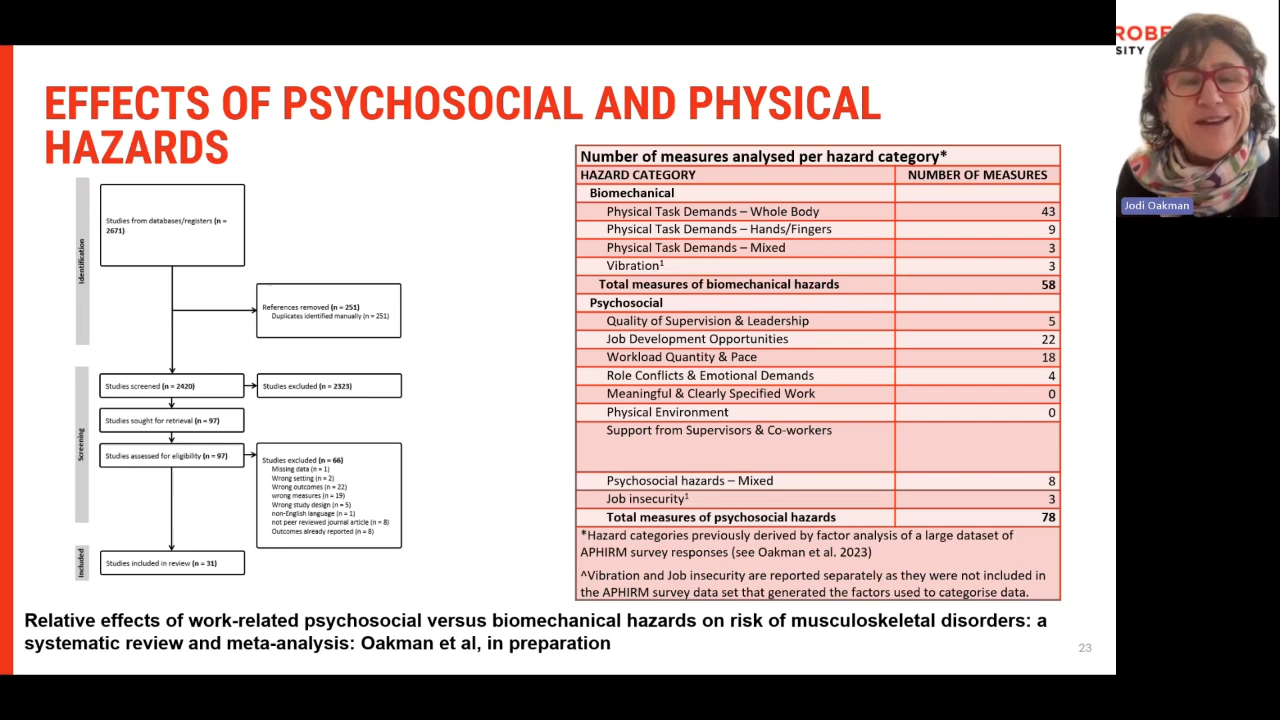 EFFECTS OF PSYCHOSOCIAL AND PHYSICAL
HAZARDS
Identification
Studies from databases/registers (n =
2671)
References removed (n = 251)
Duplicates identified manually (n = 251)
Screening
Studies screened (n = 2420)
Studies excluded (n = 2323)
Studies sought for retrieval (n = 97)
Studies assessed for eligibility (n = 97)
Studies excluded (n = 66)
Missing data (n = 1)
Wrong setting (n = 2)
Wrong outcomes (n = 22)
wrong measures (n = 19)
Wrong study design (n = 5)
non-English language (n = 1)
not peer reviewed journal article (n = 8)
Outcomes already reported (n = 8)
Included
Studies included in review (n = 31)
Number of measures analysed per hazard category*
HAZARD CATEGORY NUMBER OF MEASURES
Biomechanical
Physical Task Demands – Whole Body 43
Physical Task Demands – Hands/Fingers 9
Physical Task Demands – Mixed 3
Vibration¹ 3
Total measures of biomechanical hazards 58
Psychosocial
Quality of Supervision & Leadership 5
Job Development Opportunities 22
Workload Quantity & Pace 18
Role Conflicts & Emotional Demands 4
Meaningful & Clearly Specified Work 0
Physical Environment 0
Support from Supervisors & Co-workers
Psychosocial hazards – Mixed 8
Job insecurity¹ 3
Total measures of psychosocial hazards 78
*Hazard categories previously derived by factor analysis of a large dataset of
APHIRM survey responses (see Oakman et al. 2023)
^Vibration and Job insecurity are reported separately as they were not included in
the APHIRM survey data set that generated the factors used to categorise data.
Relative effects of work-related psychosocial versus biomechanical hazards on risk of musculoskeletal disorders: a
systematic review and meta-analysis: Oakman et al, in preparation
23
ROBE
SITY
Jodi Oakman